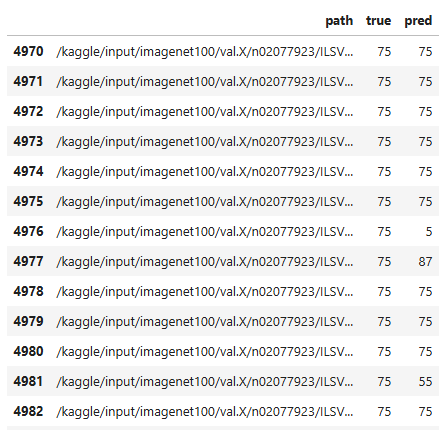 path true pred
4970 /kaggle/input/imagenet100/val.X/n02077923/ILSV... 75 75
4971 /kaggle/input/imagenet100/val.X/n02077923/ILSV... 75 75
4972 /kaggle/input/imagenet100/val.X/n02077923/ILSV... 75 75
4973 /kaggle/input/imagenet100/val.X/n02077923/ILSV... 75 75
4974 /kaggle/input/imagenet100/val.X/n02077923/ILSV... 75 75
4975 /kaggle/input/imagenet100/val.X/n02077923/ILSV... 75 75
4976 /kaggle/input/imagenet100/val.X/n02077923/ILSV... 75 5
4977 /kaggle/input/imagenet100/val.X/n02077923/ILSV... 75 87
4978 /kaggle/input/imagenet100/val.X/n02077923/ILSV... 75 75
4979 /kaggle/input/imagenet100/val.X/n02077923/ILSV... 75 75
4980 /kaggle/input/imagenet100/val.X/n02077923/ILSV... 75 75
4981 /kaggle/input/imagenet100/val.X/n02077923/ILSV... 75 55
4982 /kaggle/input/imagenet100/val.X/n02077923/ILSV... 75 75